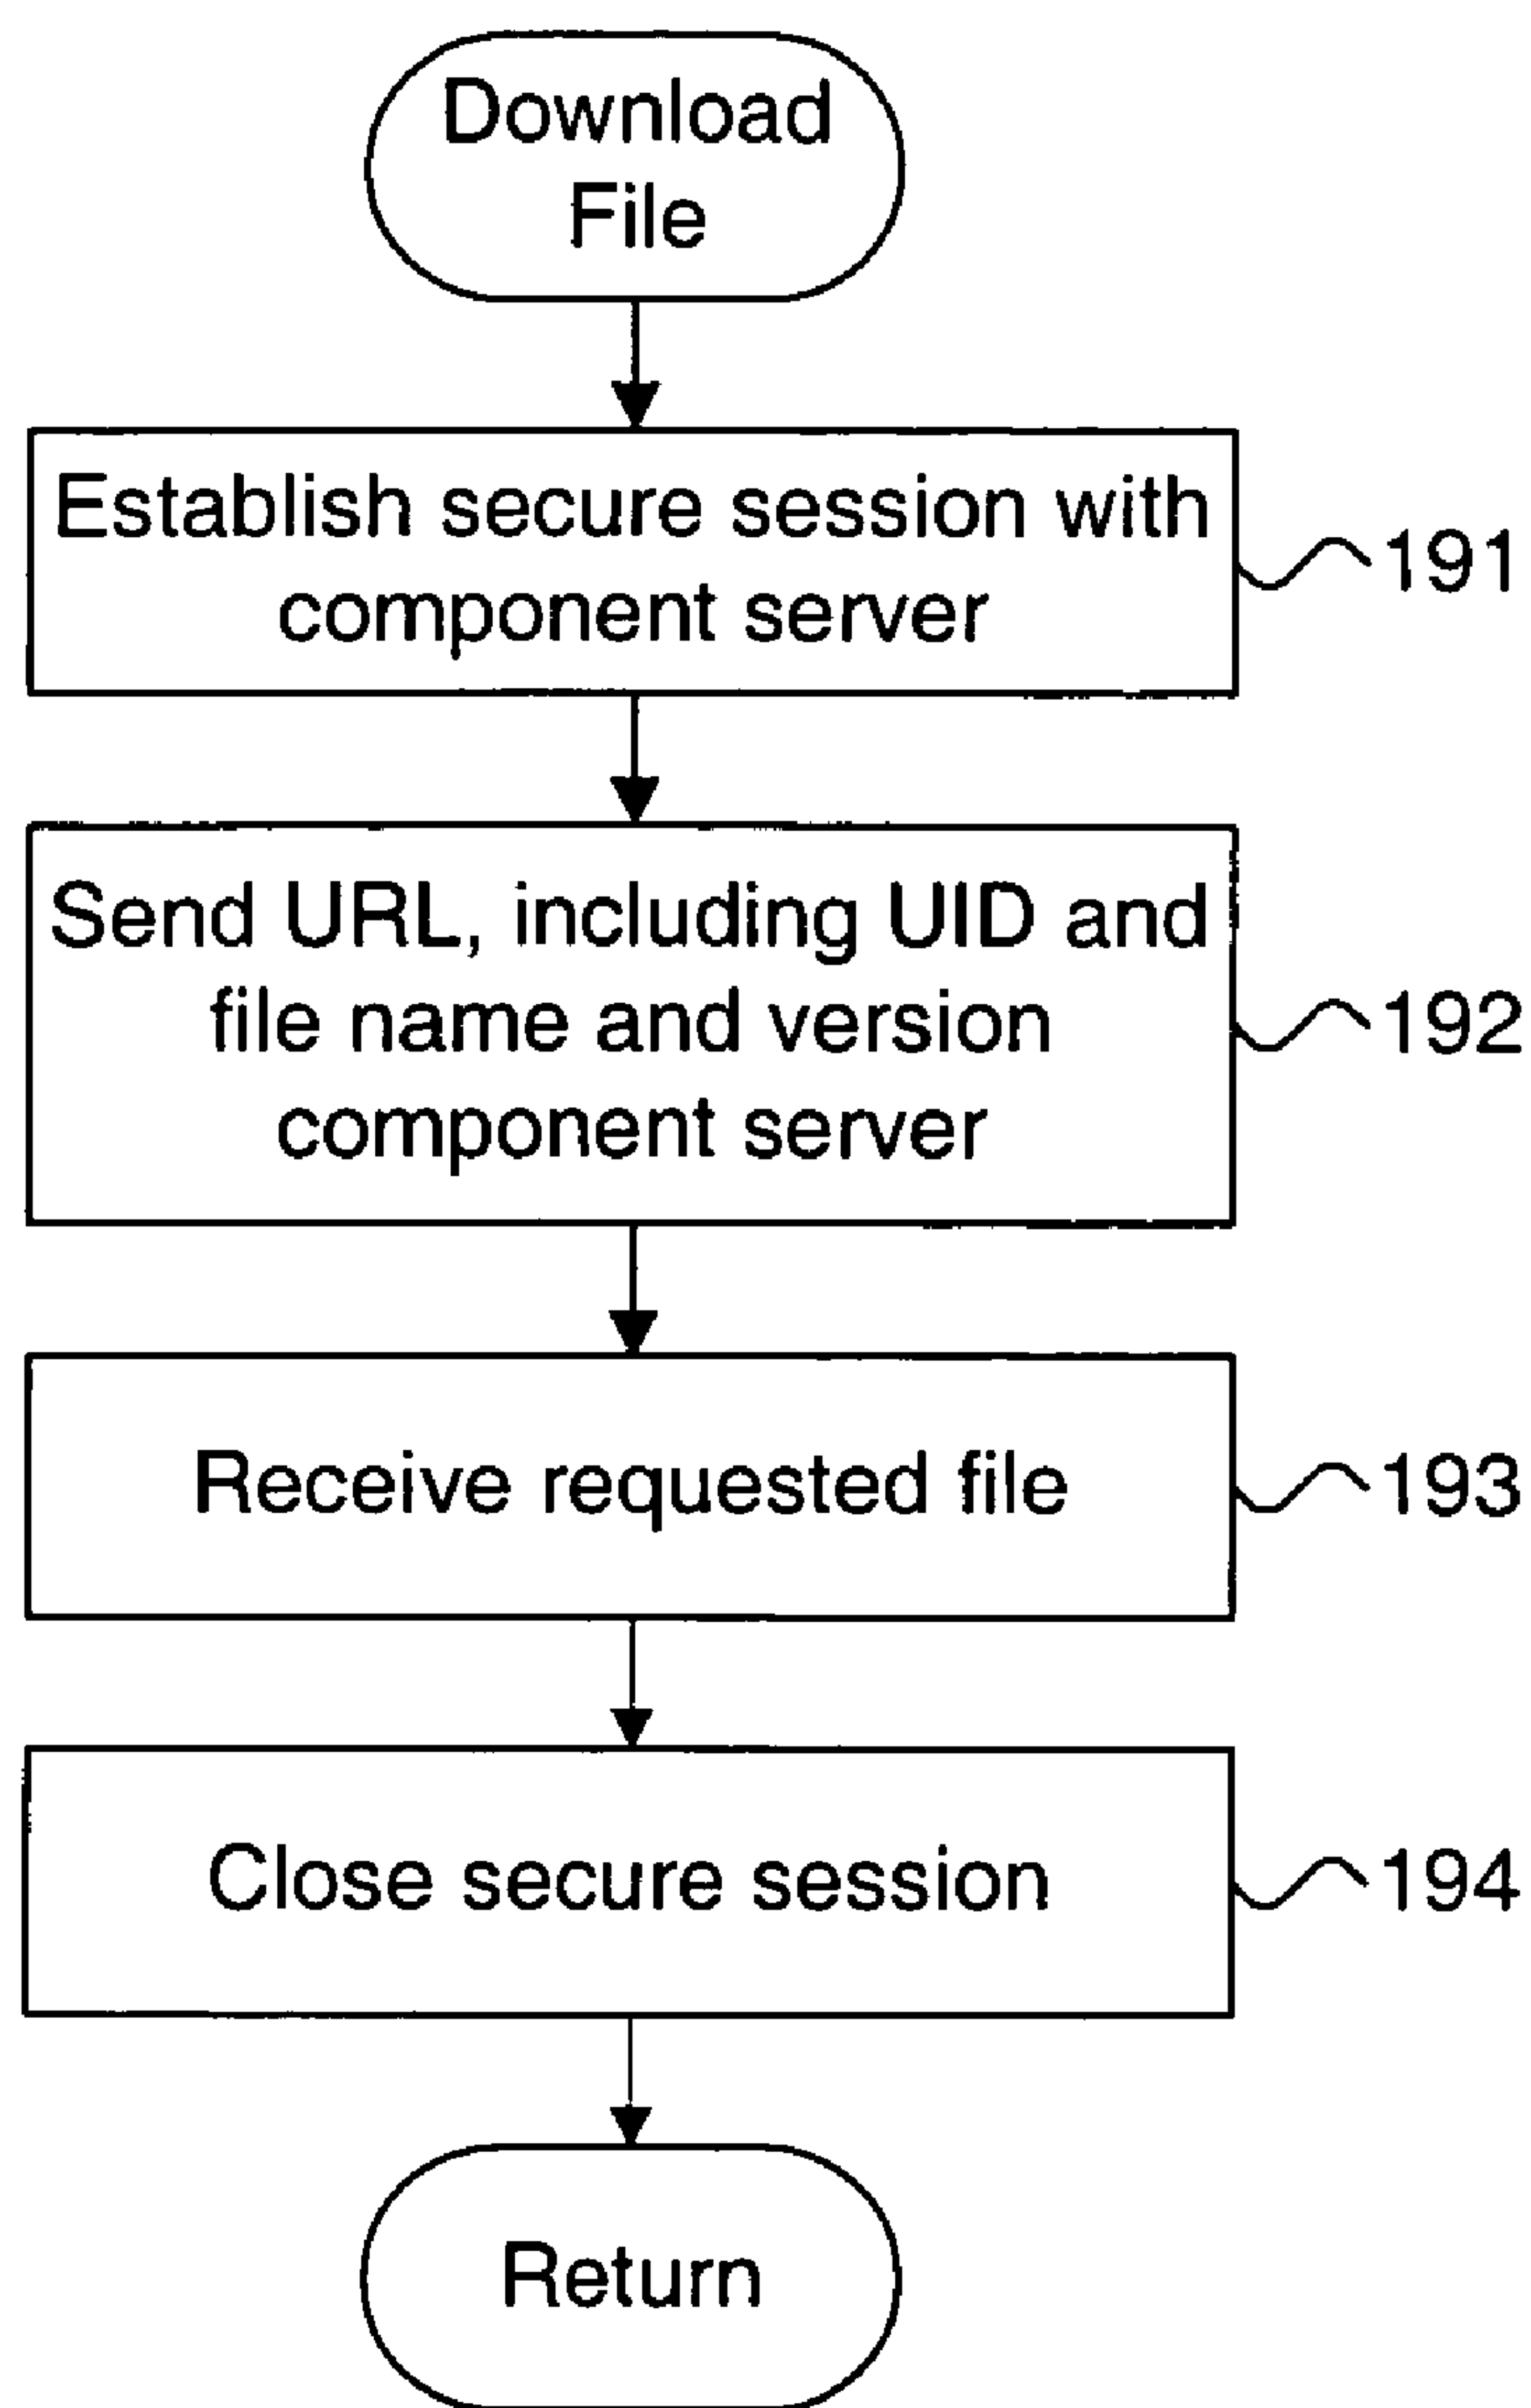 Download
File
Establish secure session with
component server
191
Send URL, including UID and
file name and version
component server
192
Receive requested file
193
Close secure session
194
Return